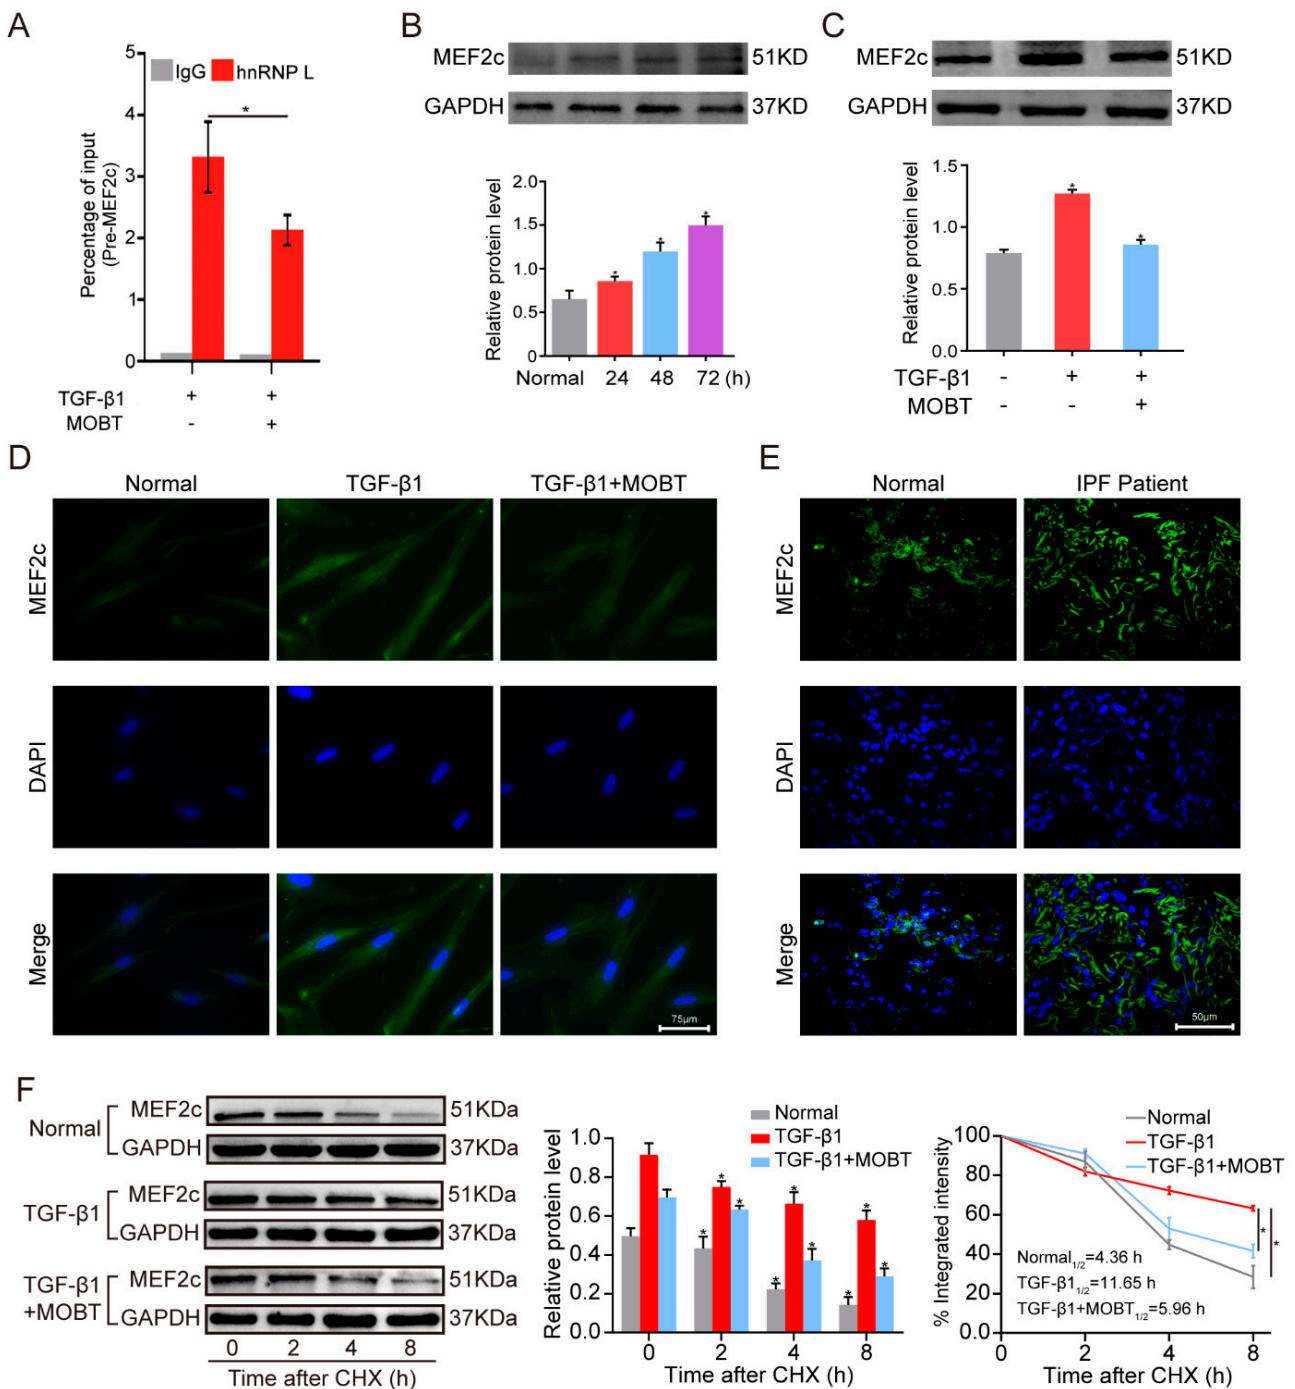 A
5
4
3
2
1
0
Percentage of input
(Pre-MEF2c)
IgG
hnRNP L
*
TGF-β1 + +
MOBT - +
B
MEF2c 51KD
GAPDH 37KD
2.0
1.5
1.0
0.5
0
Relative protein level
* * *
Normal 24 48 72 (h)
C
MEF2c 51KD
GAPDH 37KD
1.5
1.0
0.5
0.0
Relative protein level
* *
TGF-β1 - + +
MOBT - - +
D
Normal TGF-β1 TGF-β1+MOBT
MEF2c
DAPI
Merge
75μm
E
Normal IPF Patient
MEF2c
DAPI
Merge
50μm
F
Normal
MEF2c 51KDa
GAPDH 37KDa
TGF-β1
MEF2c 51KDa
GAPDH 37KDa
TGF-β1
+MOBT
MEF2c 51KDa
GAPDH 37KDa
0 2 4 8
Time after CHX (h)
Normal
TGF-β1
TGF-β1+MOBT
1.0
0.8
0.6
0.4
0.2
0.0
Relative protein level
* * * * * * * * *
0 2 4 8
Time after CHX (h)
Normal
TGF-β1
TGF-β1+MOBT
100
80
60
40
20
0.0
% Integrated intensity
* *
Normal1/2=4.36 h
TGF-β11/2=11.65 h
TGF-β1+MOBT1/2=5.96 h
0 2 4 8
Time after CHX (h)